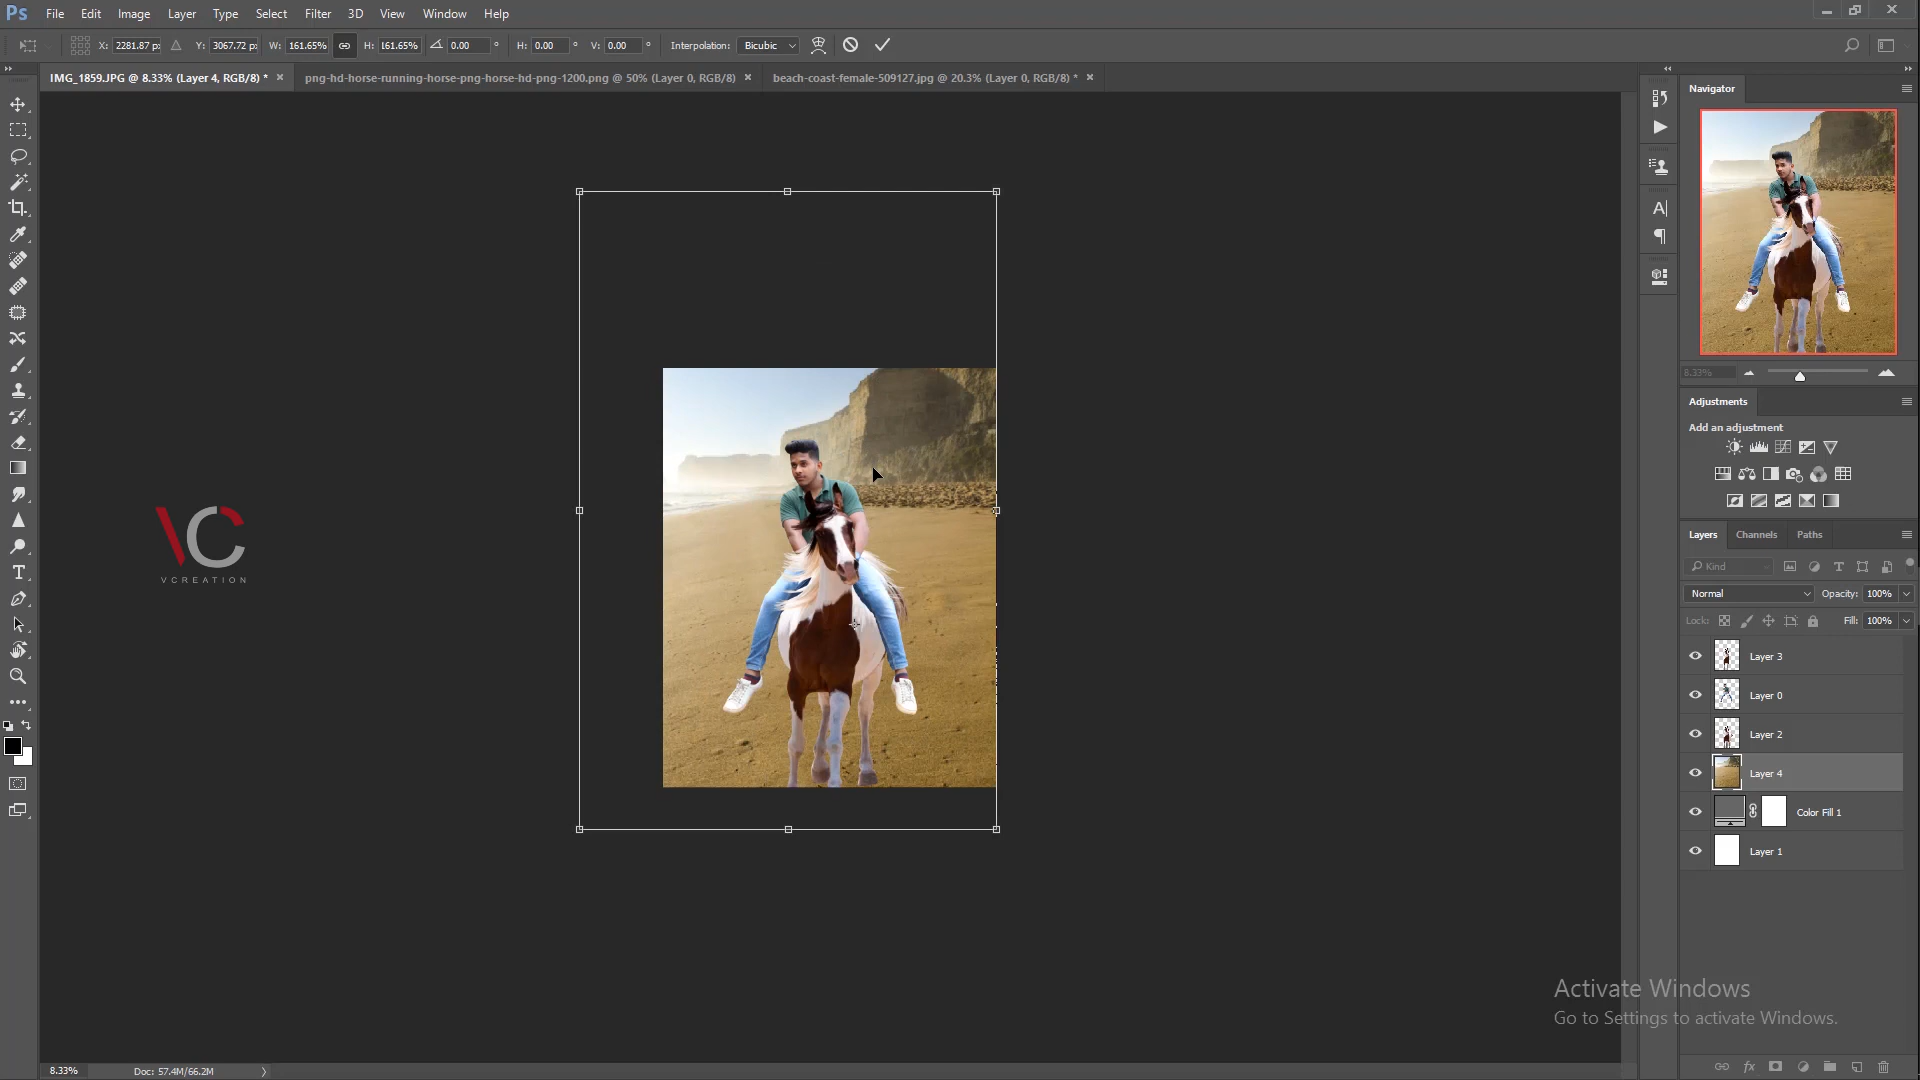 Ps File Edit Image Layer Type Select Filter 3D View Window Help
X: 2281.87 p: Y: 3067.72 p: W: 161.65% H: 161.65% 0.00 ° H: 0.00 ° V: 0.00 ° Interpolation: Bicubic
IMG_1859.JPG @ 8.33% (Layer 4, RGB/8) * × png-hd-horse-running-horse-png-horse-hd-png-1200.png @ 50% (Layer 0, RGB/8) × beach-coast-female-509127.jpg @ 20.3% (Layer 0, RGB/8) * ×
Navigator
8.33%
Adjustments
Add an adjustment
Layers Channels Paths
Kind
Normal Opacity: 100%
Lock: Fill: 100%
Layer 3
Layer 0
Layer 2
Layer 4
Color Fill 1
Layer 1
VC
VCREATION
Activate Windows
Go to Settings to activate Windows.
8.33% Doc: 57.4M/66.2M
fx